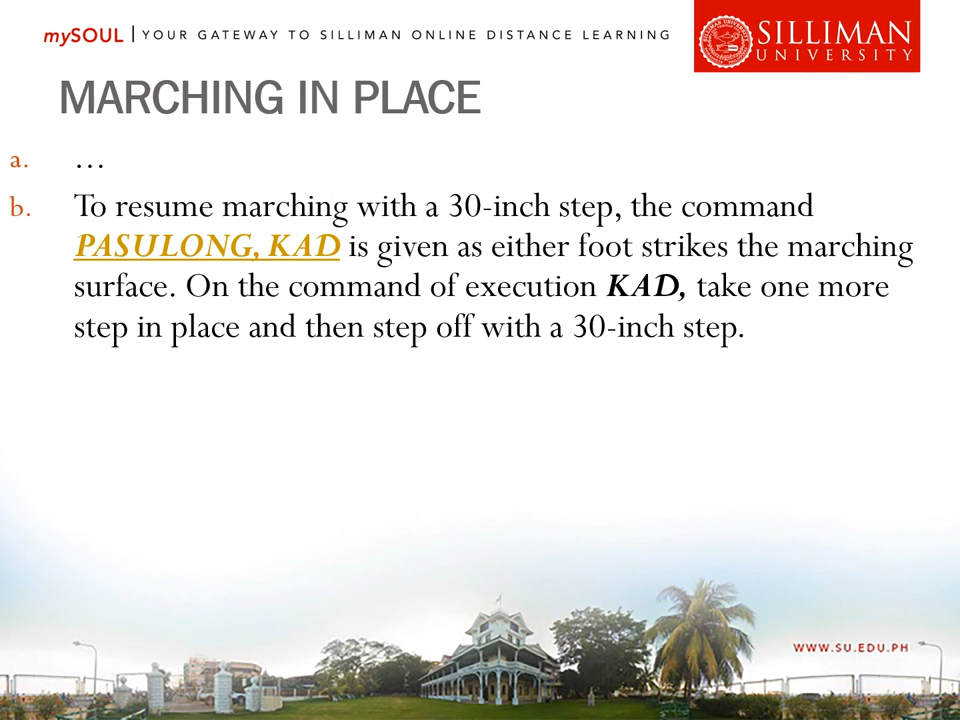 mySOUL | YOUR GATEWAY TO SILLIMAN ONLINE DISTANCE LEARNING
SILLIMAN
UNIVERSITY
MARCHING IN PLACE
a. …
b. To resume marching with a 30-inch step, the command
PASULONG, KAD is given as either foot strikes the marching
surface. On the command of execution KAD, take one more
step in place and then step off with a 30-inch step.
WWW.SU.EDU.PH